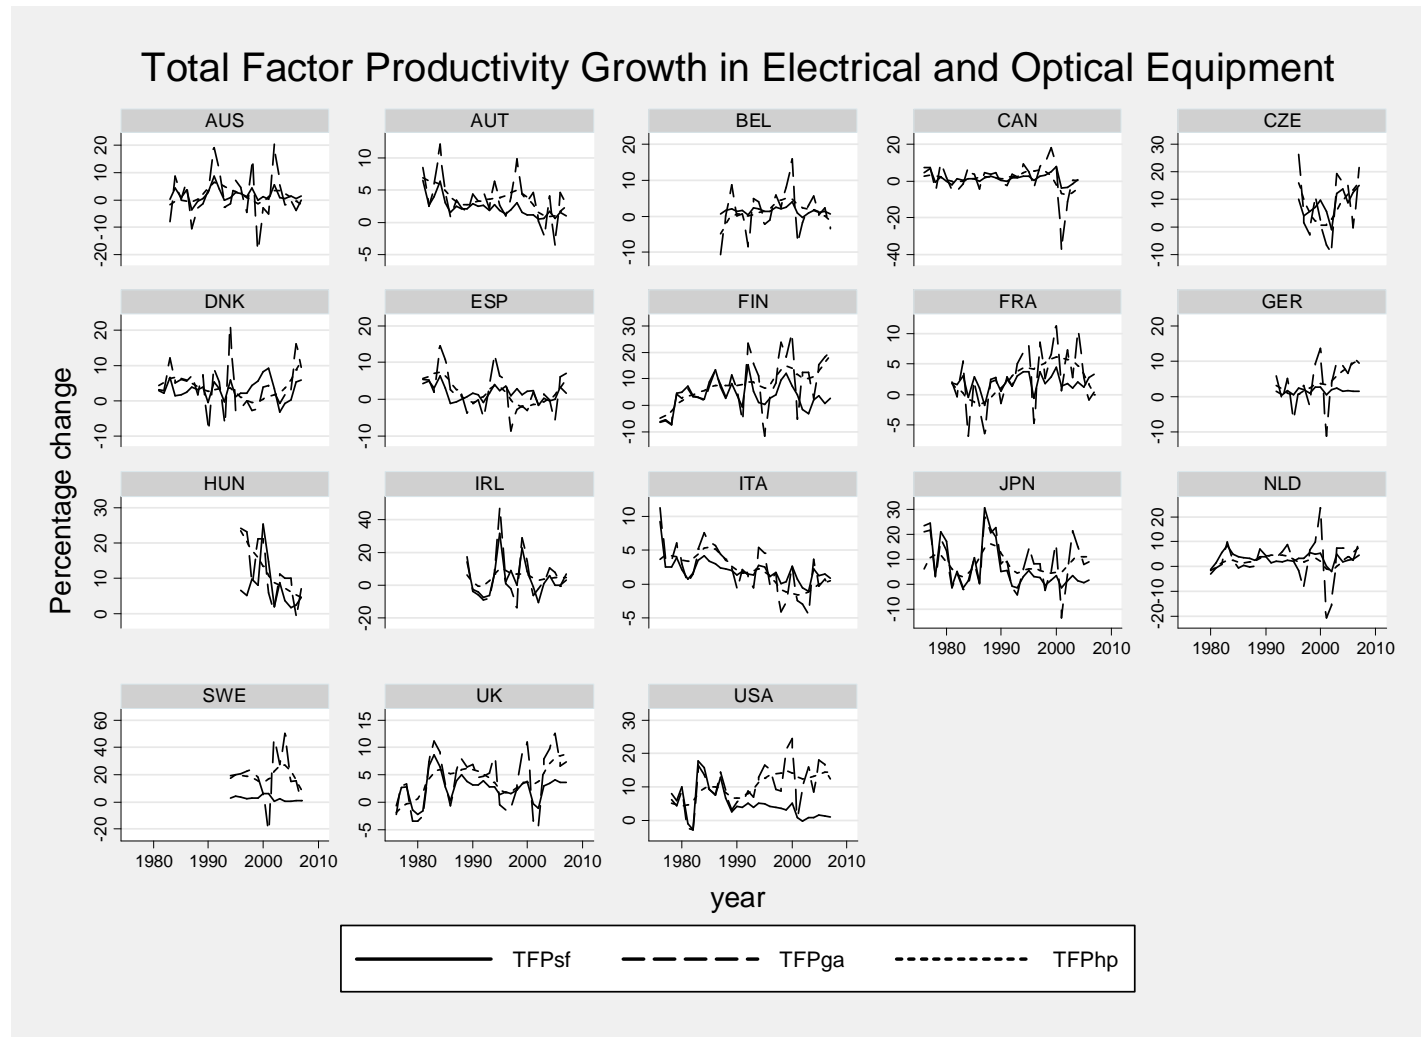 Total Factor Productivity Growth in Electrical and Optical Equipment
Percentage change
AUS
20
10
0
-10
-20
AUT
10
5
0
-5
BEL
20
10
0
-10
CAN
20
0
-20
-40
CZE
30
20
10
0
-10
DNK
20
10
0
-10
ESP
20
10
0
-10
FIN
30
20
10
0
-10
FRA
10
5
0
-5
GER
20
10
0
-10
HUN
30
20
10
0
IRL
40
20
0
-20
ITA
10
5
0
-5
JPN
30
20
10
0
-10
1980 1990 2000 2010
NLD
20
10
0
-10
-20
1980 1990 2000 2010
SWE
60
40
20
0
-20
1980 1990 2000 2010
UK
15
10
5
0
-5
1980 1990 2000 2010
USA
30
20
10
0
1980 1990 2000 2010
year
TFPsf TFPga TFPhp